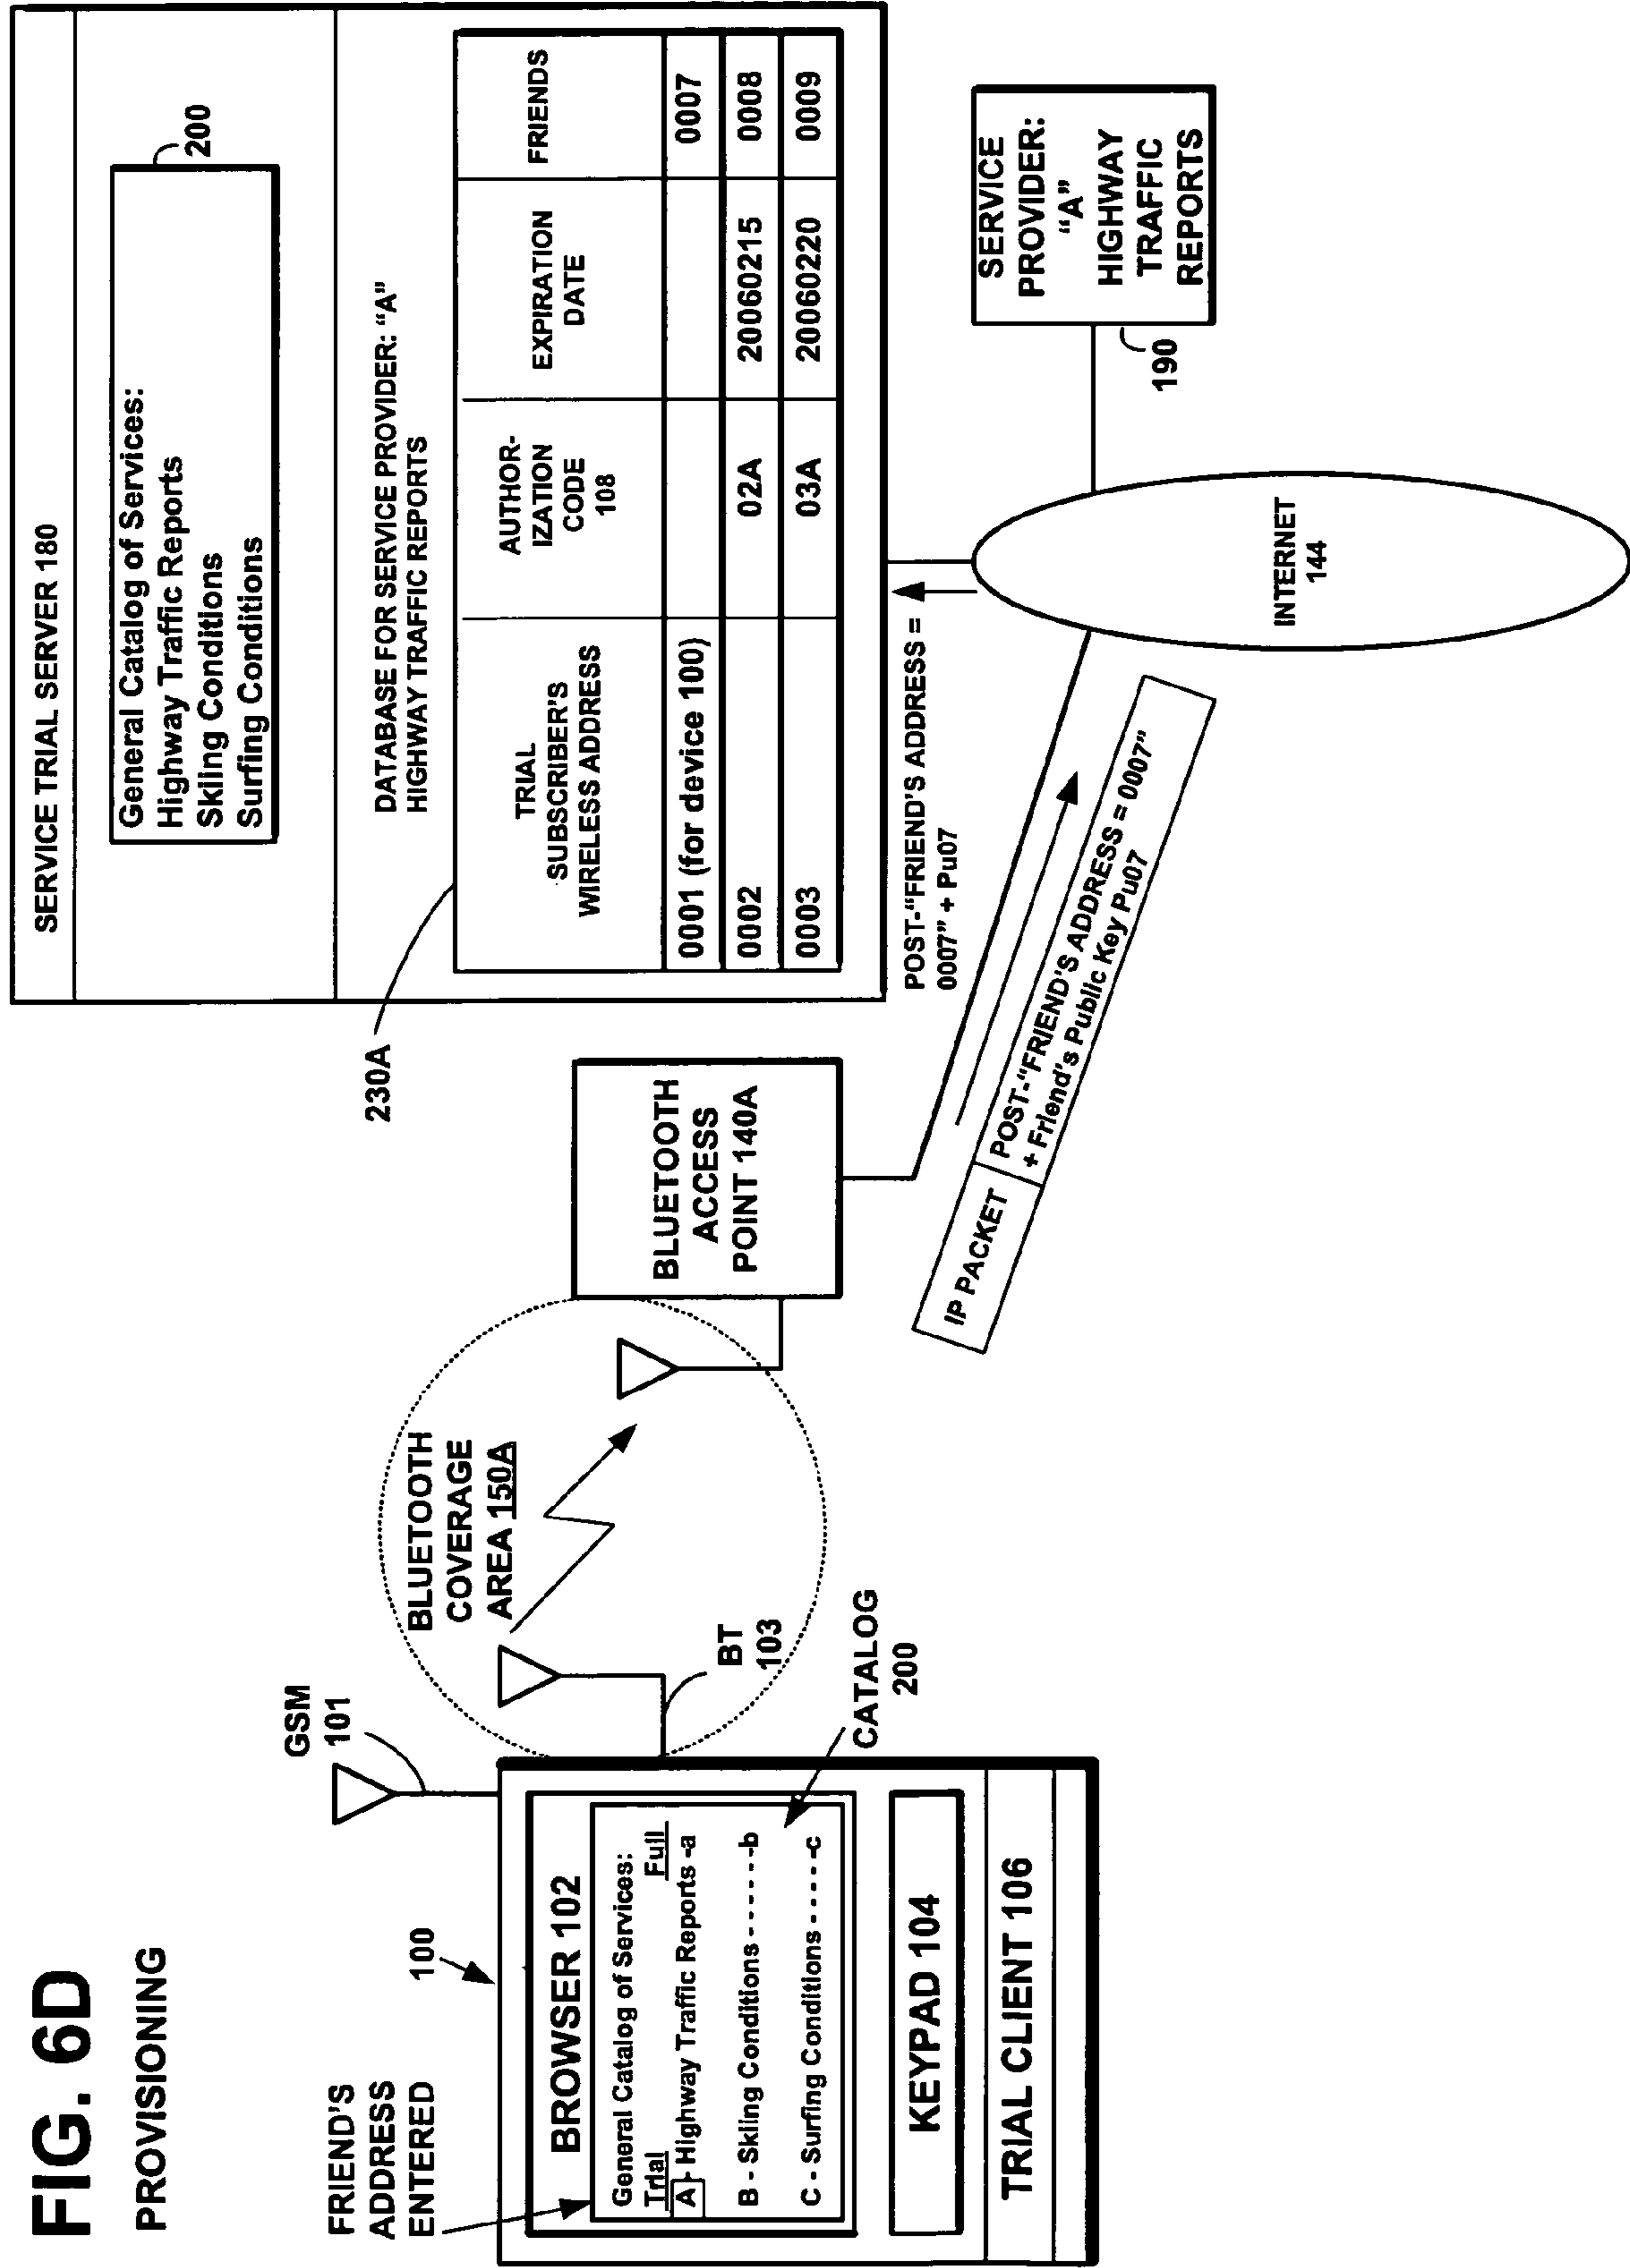 FIG. 6D
PROVISIONING
FRIEND'S
ADDRESS
ENTERED
100
GSM
101
BROWSER 102
General Catalog of Services:
Trial Full
A - Highway Traffic Reports -a
B - Skiing Conditions - - - - - - -b
C - Surfing Conditions - - - - - -c
KEYPAD 104
TRIAL CLIENT 106
BT
103
CATALOG
200
BLUETOOTH
COVERAGE
AREA 150A
BLUETOOTH
ACCESS
POINT 140A
IP PACKET
POST-"FRIEND'S ADDRESS = 0007"
+ Friend's Public Key Pu07
230A
SERVICE TRIAL SERVER 180
General Catalog of Services:
Highway Traffic Reports
Skiing Conditions
Surfing Conditions
200
DATABASE FOR SERVICE PROVIDER: "A"
HIGHWAY TRAFFIC REPORTS
TRIAL
SUBSCRIBER'S
WIRELESS ADDRESS
AUTHOR-
IZATION
CODE
108
EXPIRATION
DATE
FRIENDS
0001 (for device 100) 0007
0002 02A 20060215 0008
0003 03A 20060220 0009
POST-"FRIEND'S ADDRESS =
0007" + Pu07
INTERNET
144
SERVICE
PROVIDER:
"A"
HIGHWAY
TRAFFIC
REPORTS
190